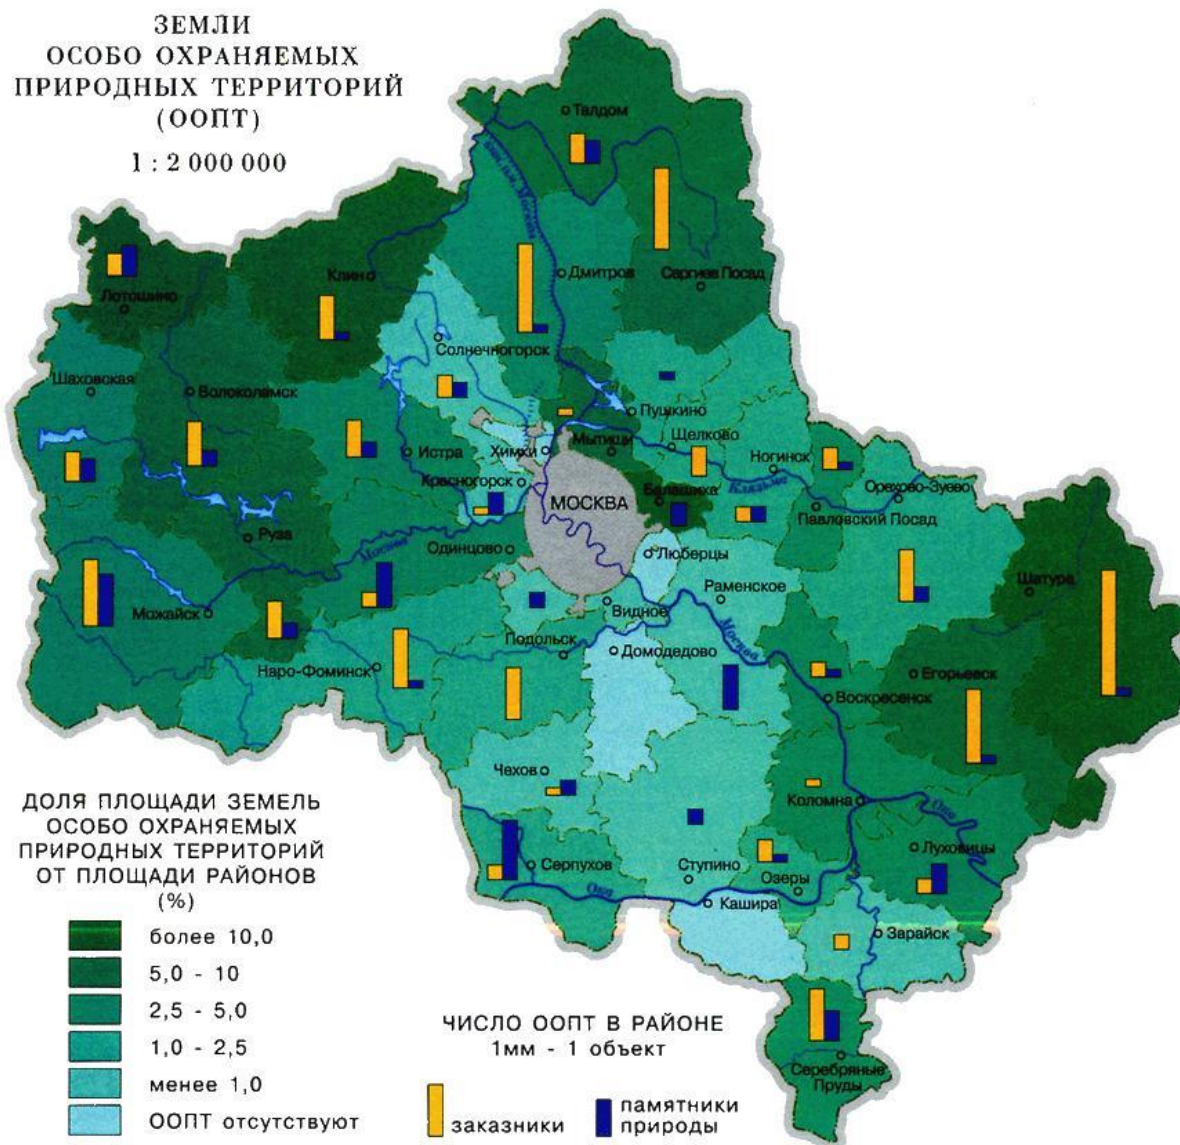 ЗЕМЛИ
ОСОБО ОХРАНЯЕМЫХ
ПРИРОДНЫХ ТЕРРИТОРИЙ
(ООПТ)
1 : 2 000 000
Талдом
Канал им. Москвы
Дмитров
Сергиев Посад
Клин
Лотошино
Солнечногорск
Шаховская
Волоколамск
Пушкино
Мытищи
Щелково
Истра
Химки
Ногинск
Красногорск
Балашиха
Клязьма
Орехово-Зуево
МОСКВА
Павловский Посад
Руза
Москва
Одинцово
Люберцы
Раменское
Шатура
Можайск
Видное
Москва
Подольск
Домодедово
Наро-Фоминск
Егорьевск
Воскресенск
Чехов
Коломна
Ока
Луховицы
Серпухов
Ступино
Озеры
Ока
Кашира
Зарайск
Серебряные
Пруды
ДОЛЯ ПЛОЩАДИ ЗЕМЕЛЬ
ОСОБО ОХРАНЯЕМЫХ
ПРИРОДНЫХ ТЕРРИТОРИЙ
ОТ ПЛОЩАДИ РАЙОНОВ
(%)
более 10,0
5,0 - 10
2,5 - 5,0
1,0 - 2,5
менее 1,0
ООПТ отсутствуют
ЧИСЛО ООПТ В РАЙОНЕ
1мм - 1 объект
заказники
памятники
природы